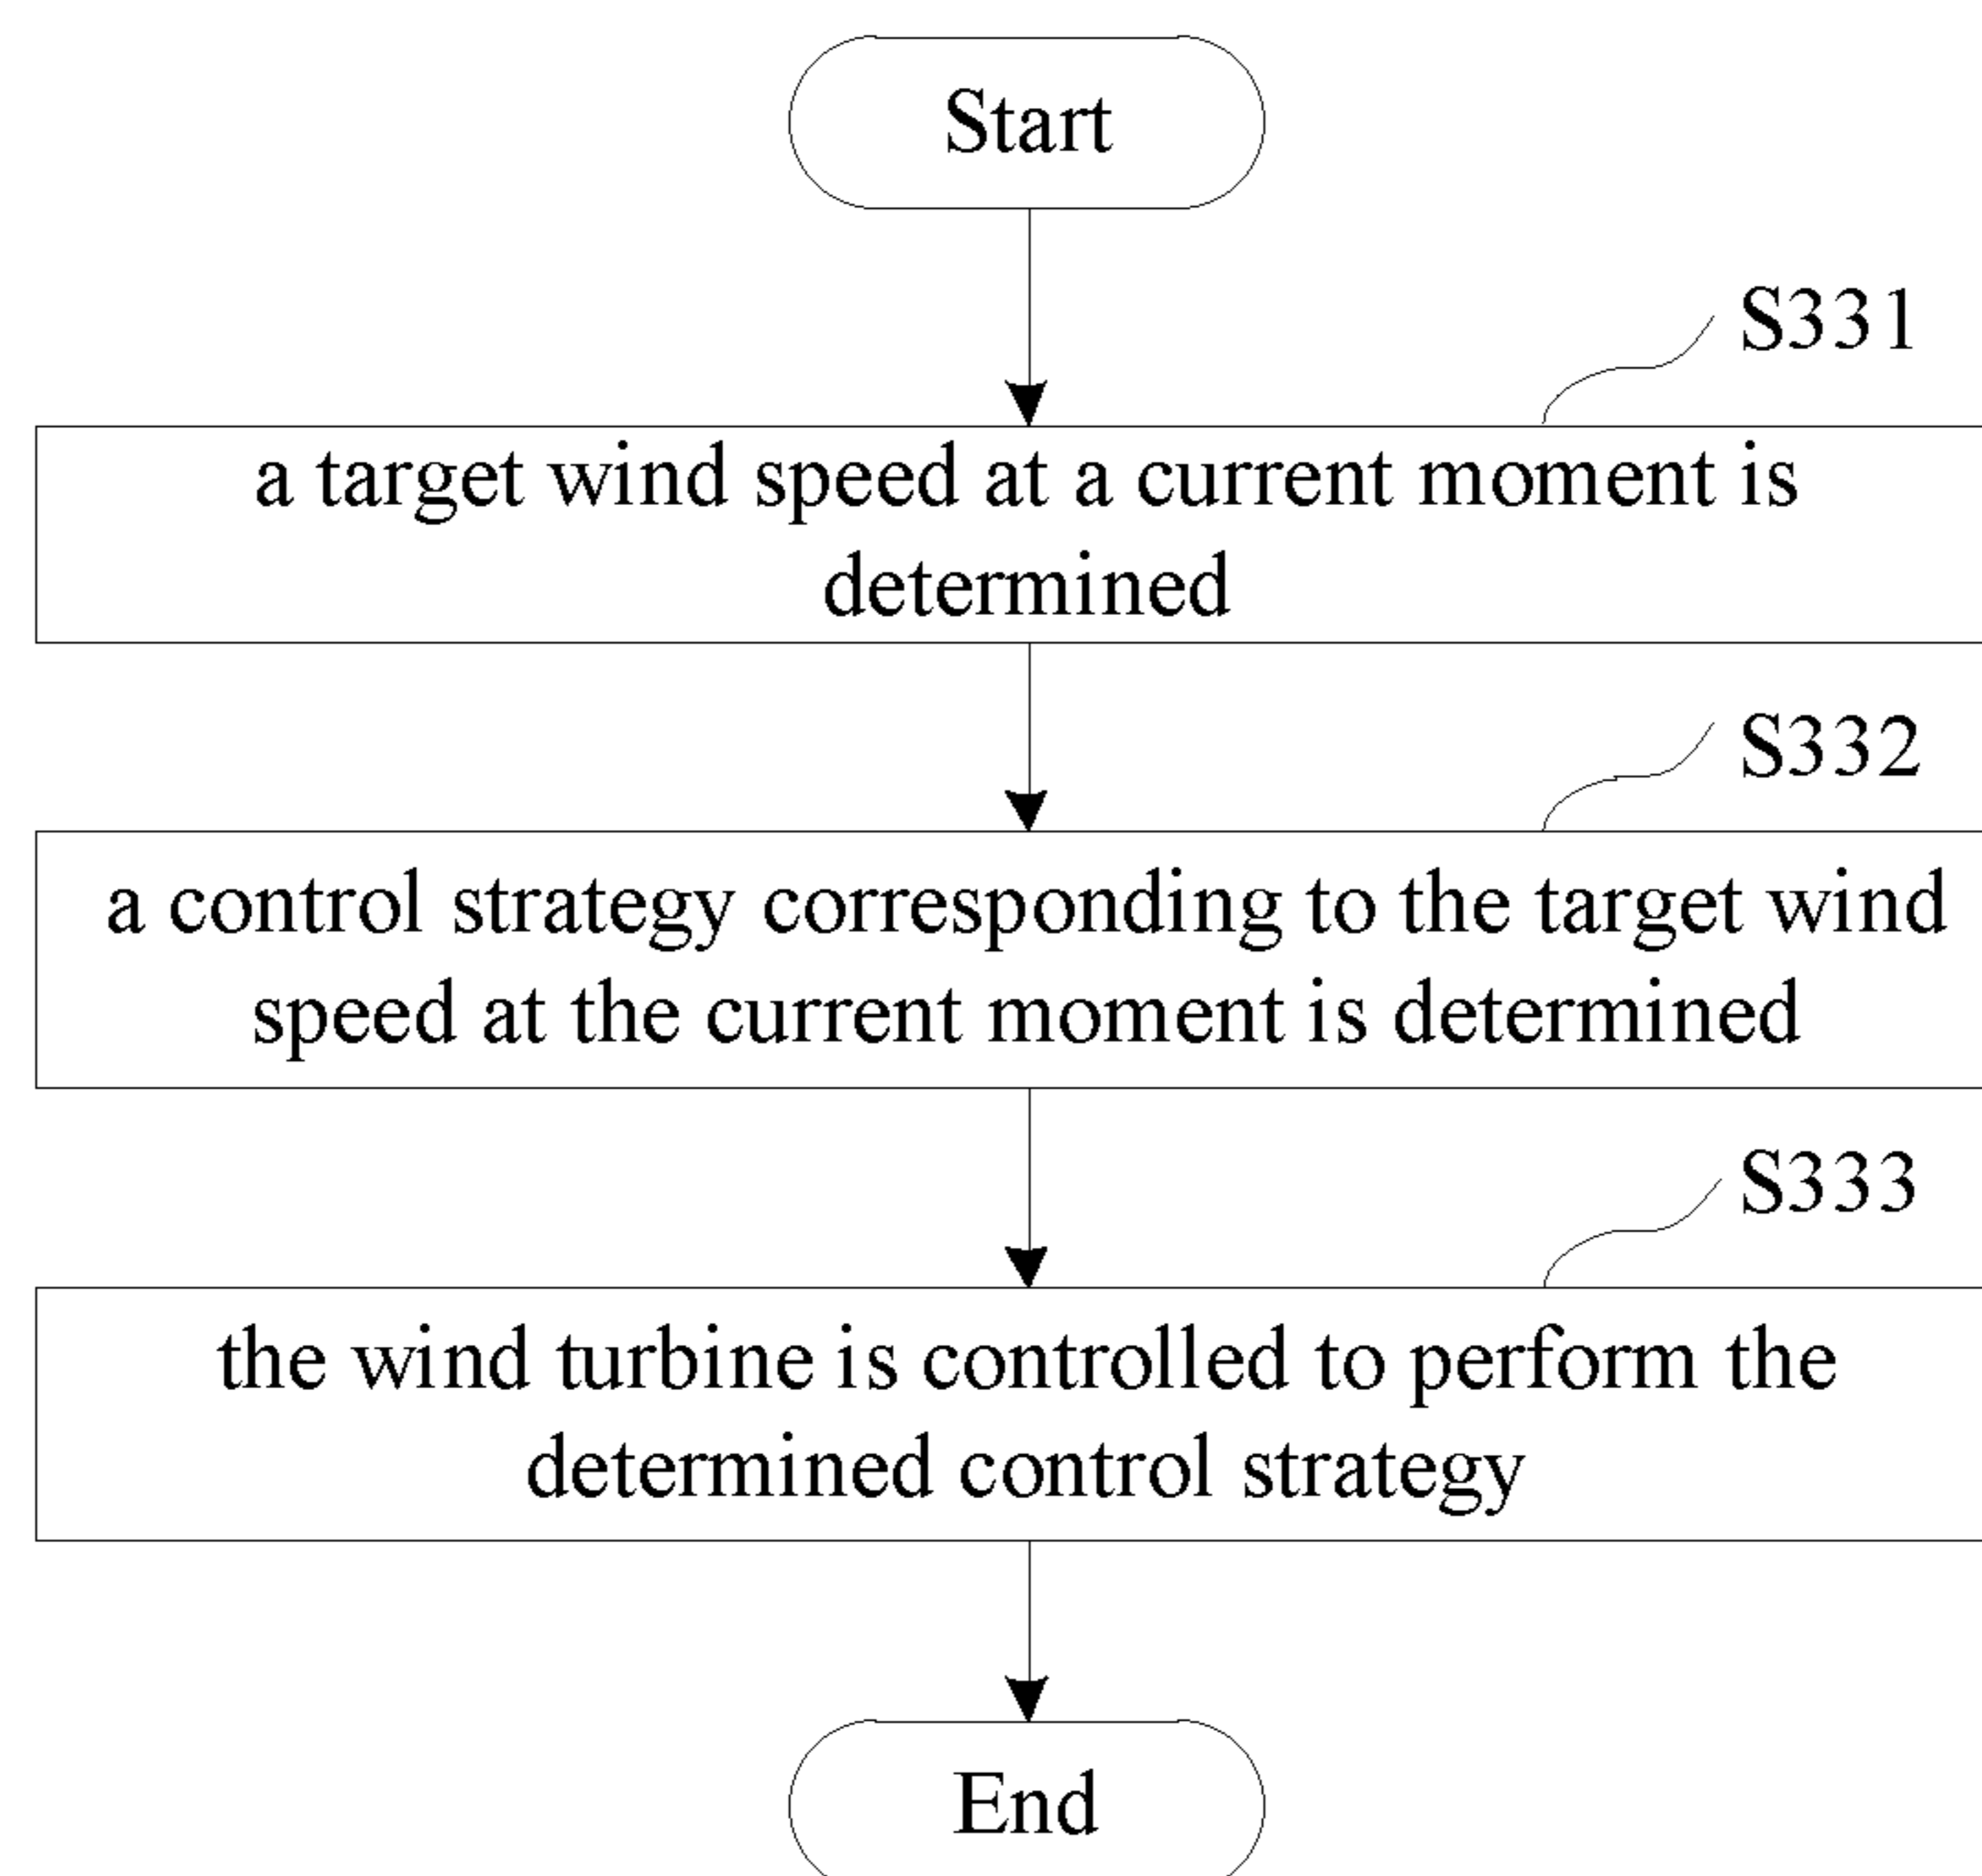 Start
S331
a target wind speed at a current moment is
determined
S332
a control strategy corresponding to the target wind
speed at the current moment is determined
S333
the wind turbine is controlled to perform the
determined control strategy
End